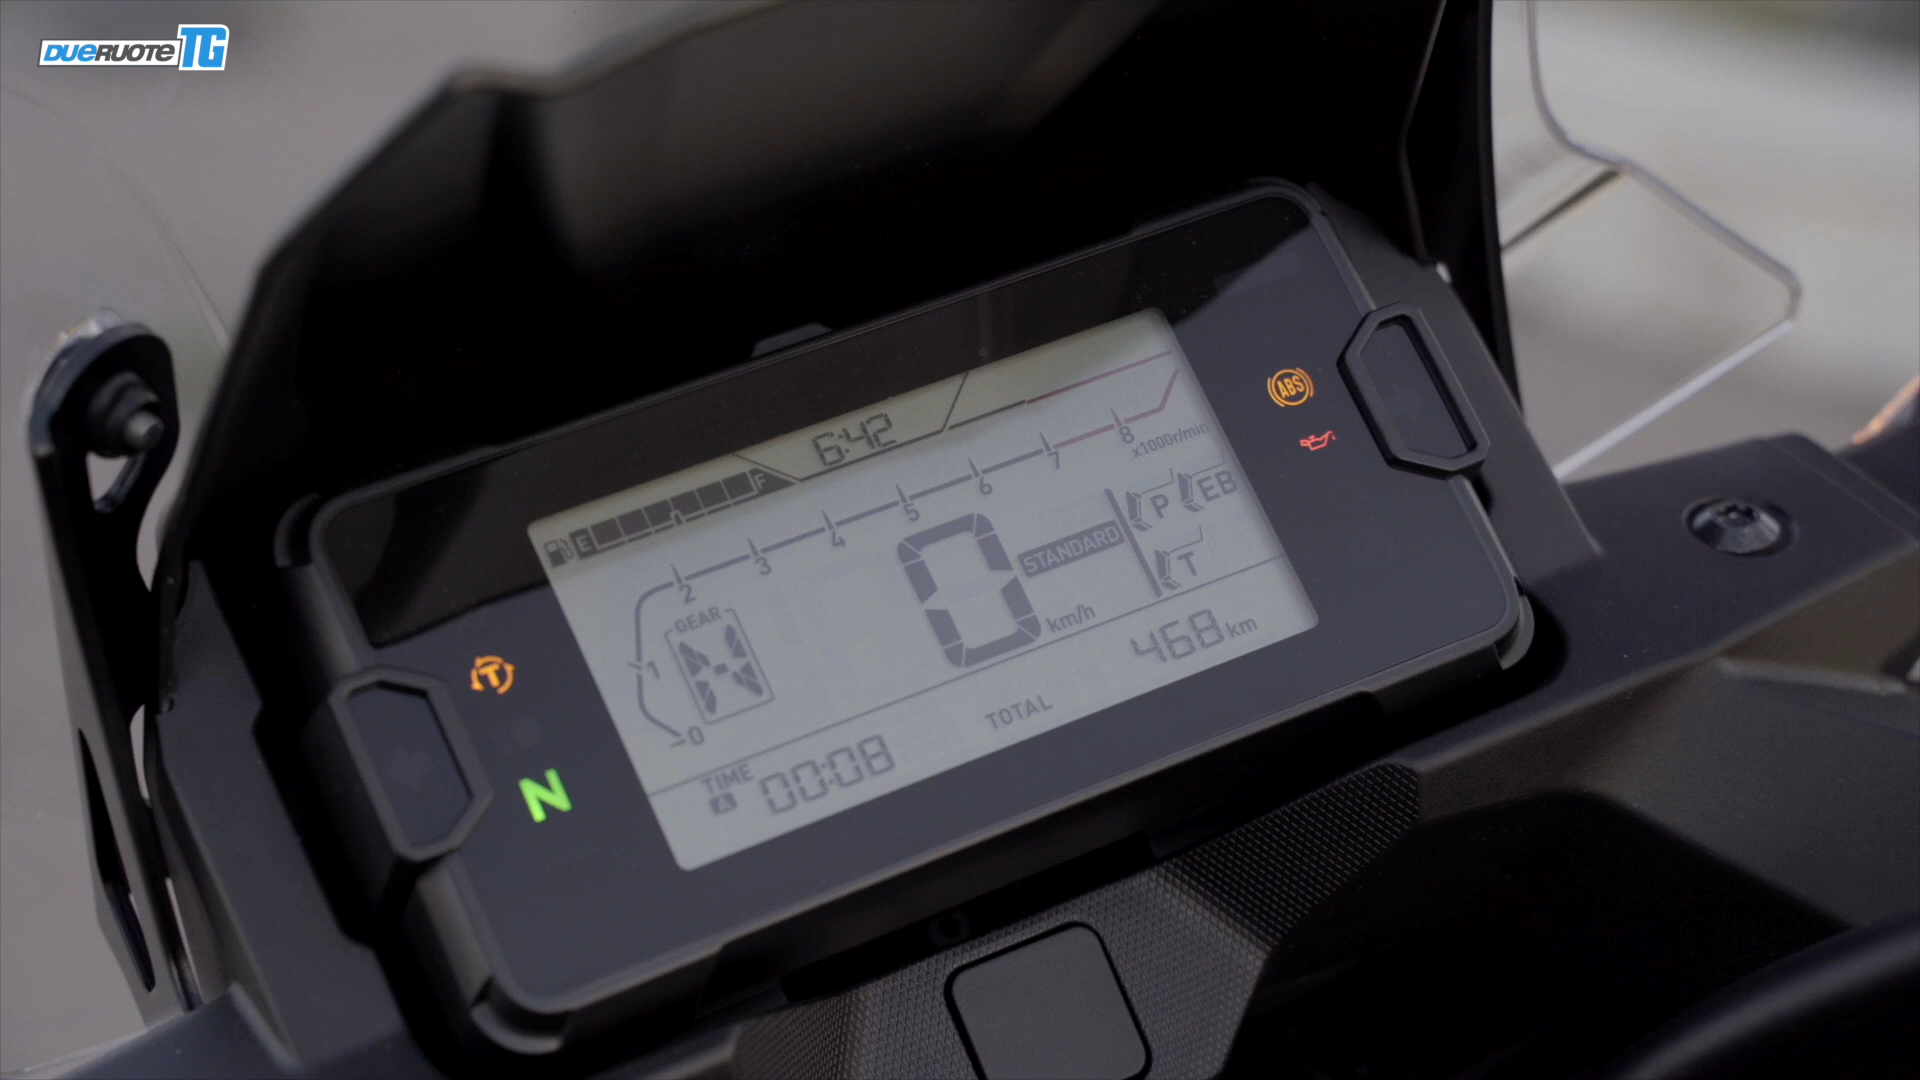 DUERUOTE TG
6:42
E F
0 1 2 3 4 5 6 7 8
x1000r/min
GEAR
N
0 km/h
STANDARD
P EB
T
468 km
TOTAL
TIME
A 00:08
T
N
ABS